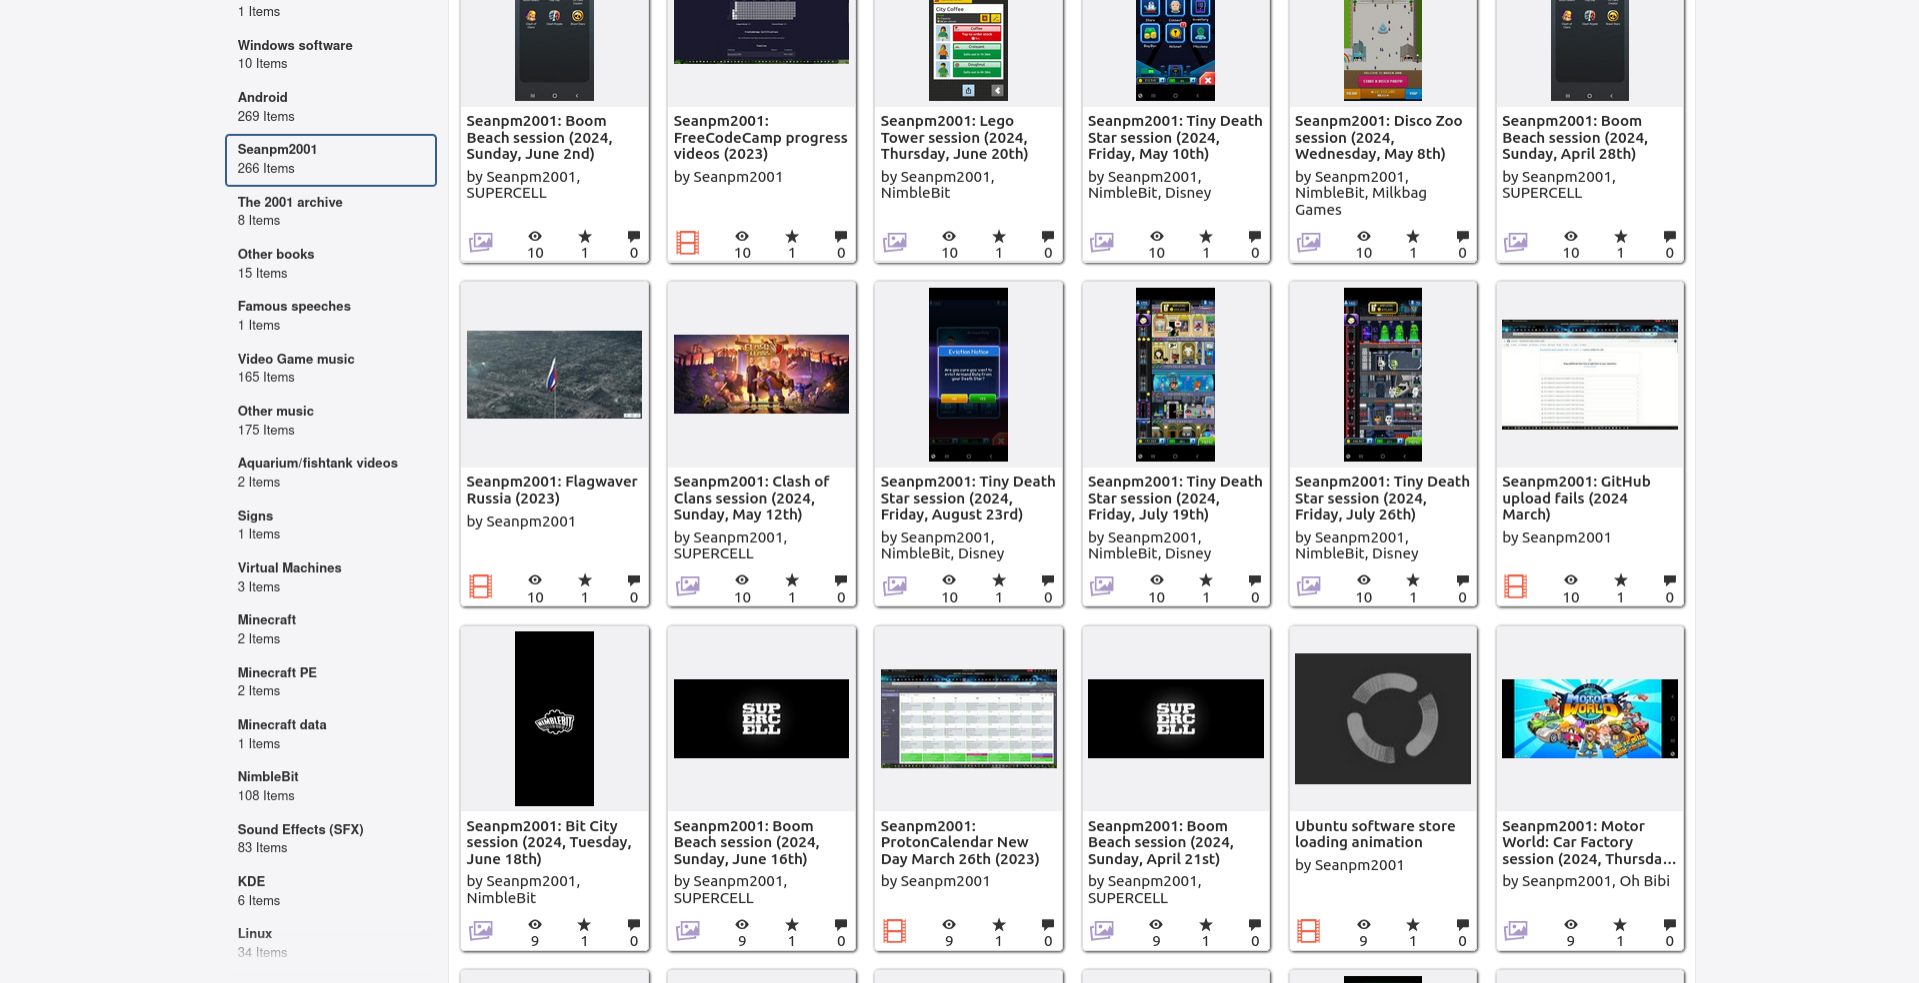 1 Items
Windows software
10 Items
Android
269 Items
Seanpm2001
266 Items
The 2001 archive
8 Items
Other books
15 Items
Famous speeches
1 Items
Video Game music
165 Items
Other music
175 Items
Aquarium/fishtank videos
2 Items
Signs
1 Items
Virtual Machines
3 Items
Minecraft
2 Items
Minecraft PE
2 Items
Minecraft data
1 Items
NimbleBit
108 Items
Sound Effects (SFX)
83 Items
KDE
6 Items
Linux
34 Items
Seanpm2001: Boom
Beach session (2024,
Sunday, June 2nd)
by Seanpm2001,
SUPERCELL
10 1 0
Seanpm2001:
FreeCodeCamp progress
videos (2023)
by Seanpm2001
10 1 0
City Coffee
Seanpm2001: Lego
Tower session (2024,
Thursday, June 20th)
by Seanpm2001,
NimbleBit
10 1 0
Seanpm2001: Tiny Death
Star session (2024,
Friday, May 10th)
by Seanpm2001,
NimbleBit, Disney
10 1 0
Seanpm2001: Disco Zoo
session (2024,
Wednesday, May 8th)
by Seanpm2001,
NimbleBit, Milkbag
Games
10 1 0
Seanpm2001: Boom
Beach session (2024,
Sunday, April 28th)
by Seanpm2001,
SUPERCELL
10 1 0
Seanpm2001: Flagwaver
Russia (2023)
by Seanpm2001
10 1 0
Seanpm2001: Clash of
Clans session (2024,
Sunday, May 12th)
by Seanpm2001,
SUPERCELL
10 1 0
Eviction Notice
Seanpm2001: Tiny Death
Star session (2024,
Friday, August 23rd)
by Seanpm2001,
NimbleBit, Disney
10 1 0
Seanpm2001: Tiny Death
Star session (2024,
Friday, July 19th)
by Seanpm2001,
NimbleBit, Disney
10 1 0
Seanpm2001: Tiny Death
Star session (2024,
Friday, July 26th)
by Seanpm2001,
NimbleBit, Disney
10 1 0
Seanpm2001: GitHub
upload fails (2024
March)
by Seanpm2001
10 1 0
NIMBLEBIT
Seanpm2001: Bit City
session (2024, Tuesday,
June 18th)
by Seanpm2001,
NimbleBit
9 1 0
SUP
ERC
ELL
Seanpm2001: Boom
Beach session (2024,
Sunday, June 16th)
by Seanpm2001,
SUPERCELL
9 1 0
Seanpm2001:
ProtonCalendar New
Day March 26th (2023)
by Seanpm2001
9 1 0
SUP
ERC
ELL
Seanpm2001: Boom
Beach session (2024,
Sunday, April 21st)
by Seanpm2001,
SUPERCELL
9 1 0
Ubuntu software store
loading animation
by Seanpm2001
9 1 0
MOTOR
WORLD
Seanpm2001: Motor
World: Car Factory
session (2024, Thursda...
by Seanpm2001, Oh Bibi
9 1 0